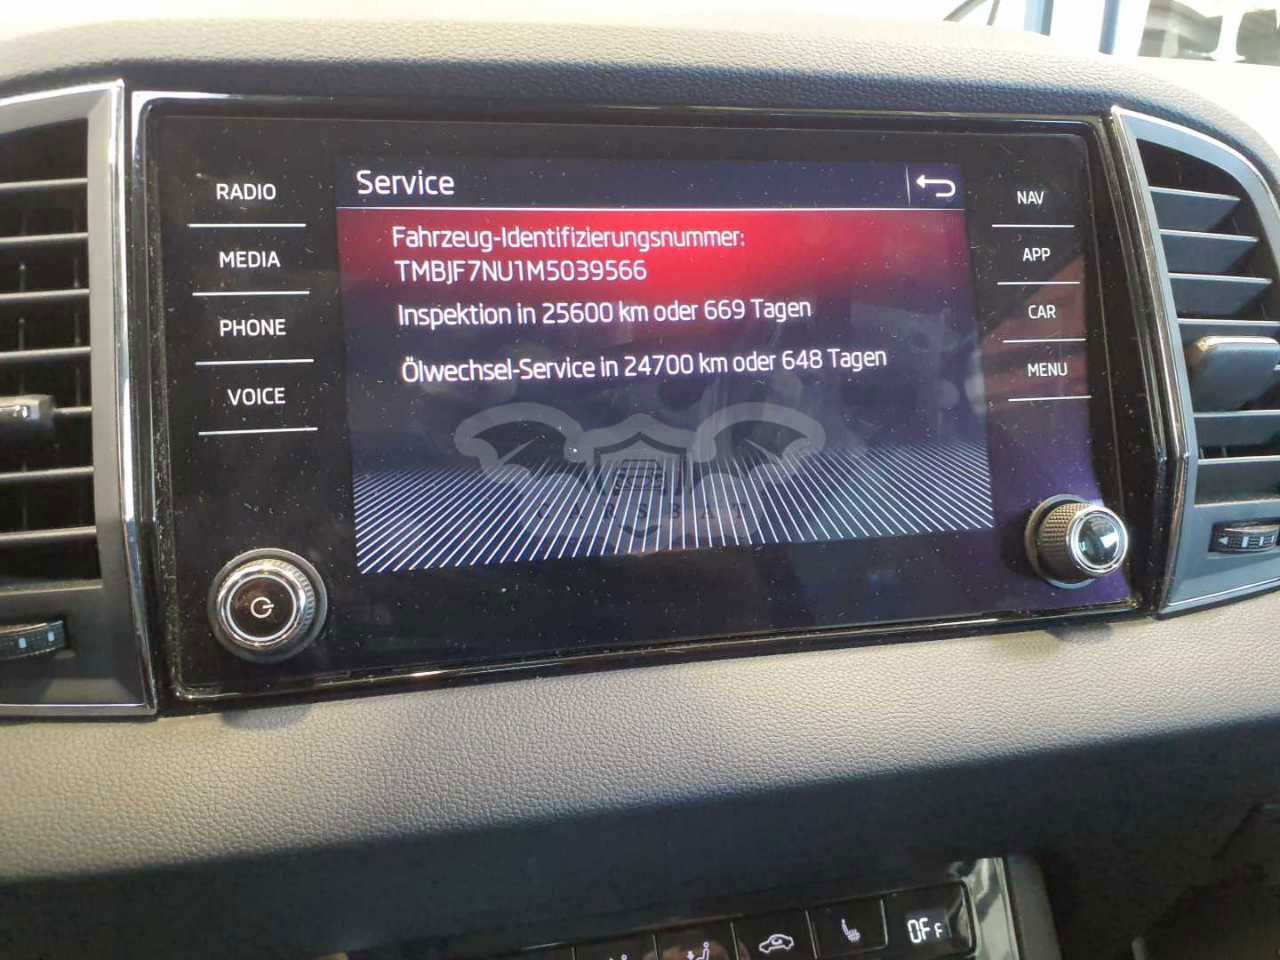 Service
RADIO
MEDIA
PHONE
VOICE
Fahrzeug-Identifizierungsnummer:
TMBJF7NU1M5039566
Inspektion in 25600 km oder 669 Tagen
Ölwechsel-Service in 24700 km oder 648 Tagen
NAV
APP
CAR
MENU
CARSBAT
OFF